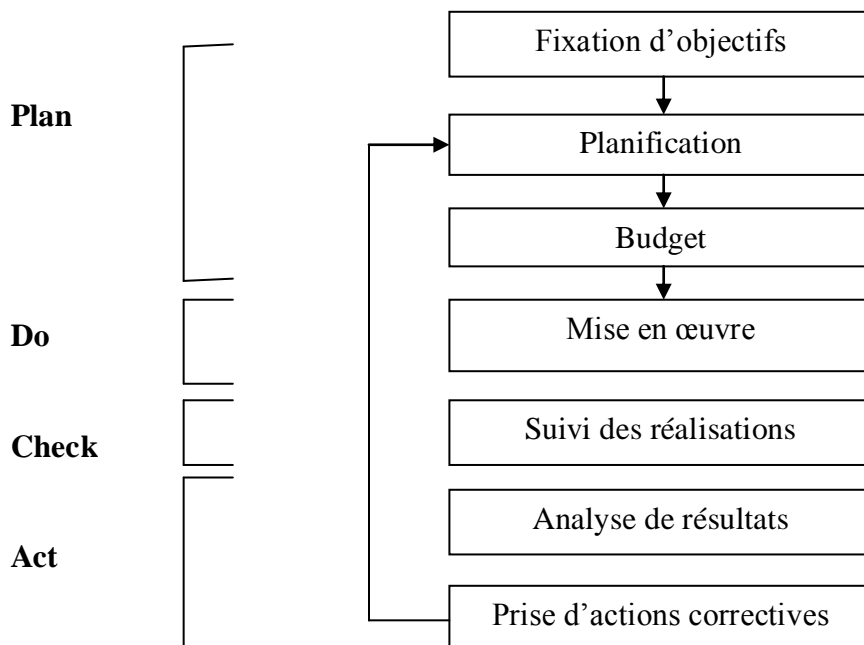 Fixation d’objectifs
Plan
Planification
Budget
Do
Mise en œuvre
Check
Suivi des réalisations
Analyse de résultats
Act
Prise d’actions correctives